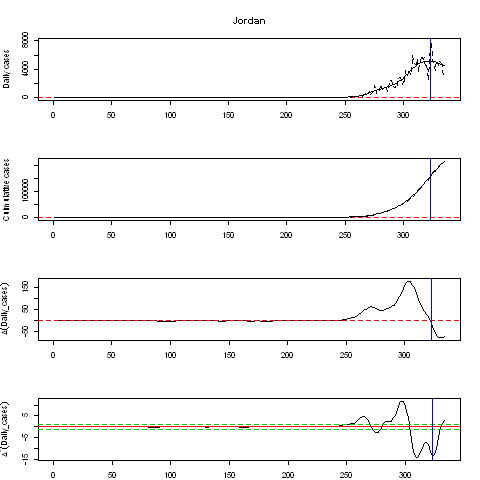 Jordan
Daily cases
0 4000 8000
0 50 100 150 200 250 300
Cumulative cases
0 100000
0 50 100 150 200 250 300
Δ(Daily_cases)
-50 50 150
0 50 100 150 200 250 300
Δ²(Daily_cases)
-15 -5 5
0 50 100 150 200 250 300